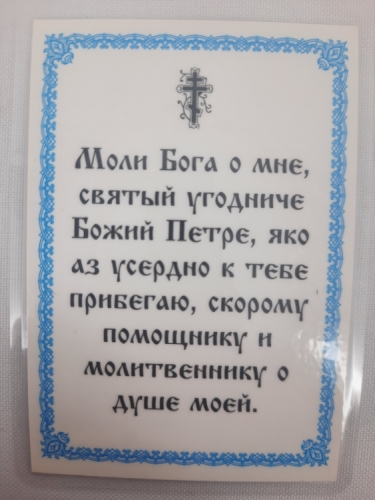 Моли Бога о мне,
святый угодниче
Божий Петре, яко
аз усердно к тебе
прибегаю, скорому
помощнику и
молитвеннику о
душе моей.